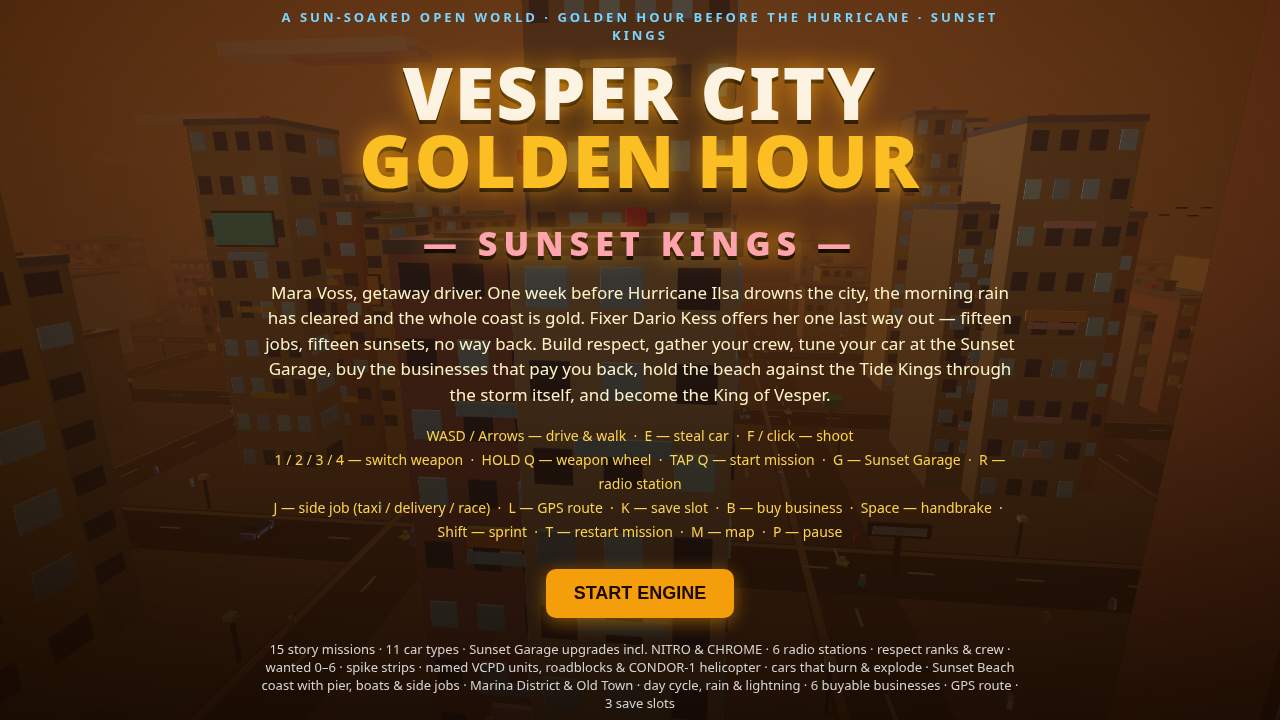 A SUN-SOAKED OPEN WORLD · GOLDEN HOUR BEFORE THE HURRICANE · SUNSET
KINGS
VESPER CITY
GOLDEN HOUR
— SUNSET KINGS —
Mara Voss, getaway driver. One week before Hurricane Ilsa drowns the city, the morning rain
has cleared and the whole coast is gold. Fixer Dario Kess offers her one last way out — fifteen
jobs, fifteen sunsets, no way back. Build respect, gather your crew, tune your car at the Sunset
Garage, buy the businesses that pay you back, hold the beach against the Tide Kings through
the storm itself, and become the King of Vesper.
WASD / Arrows — drive & walk · E — steal car · F / click — shoot
1 / 2 / 3 / 4 — switch weapon · HOLD Q — weapon wheel · TAP Q — start mission · G — Sunset Garage · R —
radio station
J — side job (taxi / delivery / race) · L — GPS route · K — save slot · B — buy business · Space — handbrake ·
Shift — sprint · T — restart mission · M — map · P — pause
START ENGINE
15 story missions · 11 car types · Sunset Garage upgrades incl. NITRO & CHROME · 6 radio stations · respect ranks & crew ·
wanted 0–6 · spike strips · named VCPD units, roadblocks & CONDOR-1 helicopter · cars that burn & explode · Sunset Beach
coast with pier, boats & side jobs · Marina District & Old Town · day cycle, rain & lightning · 6 buyable businesses · GPS route ·
3 save slots